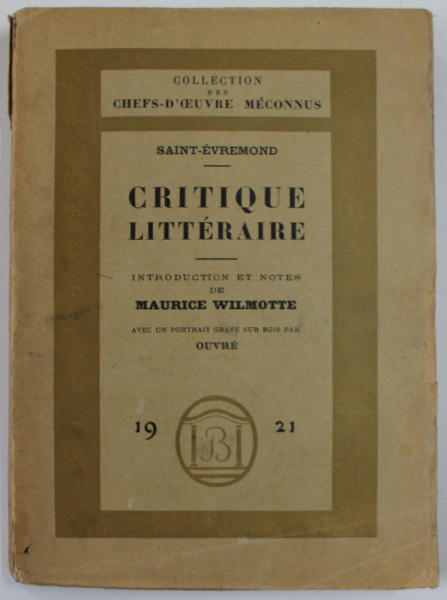 COLLECTION
DES
CHEFS-D'ŒUVRE MÉCONNUS
SAINT-ÉVREMOND
CRITIQUE
LITTÉRAIRE
INTRODUCTION ET NOTES
DE
MAURICE WILMOTTE
AVEC UN PORTRAIT GRAVÉ SUR BOIS PAR
OUVRÉ
19 B 21